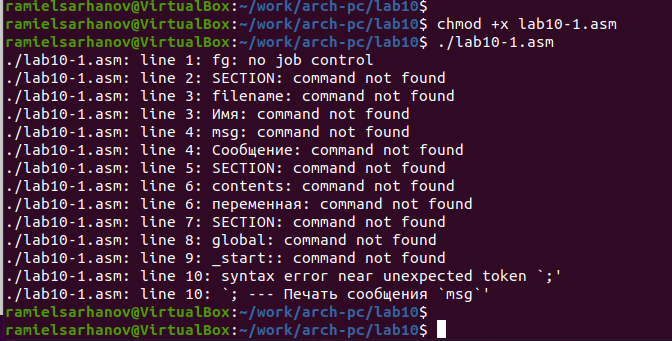 ramielsarhanov@VirtualBox:~/work/arch-pc/lab10$
ramielsarhanov@VirtualBox:~/work/arch-pc/lab10$ chmod +x lab10-1.asm
ramielsarhanov@VirtualBox:~/work/arch-pc/lab10$ ./lab10-1.asm
./lab10-1.asm: line 1: fg: no job control
./lab10-1.asm: line 2: SECTION: command not found
./lab10-1.asm: line 3: filename: command not found
./lab10-1.asm: line 3: Имя: command not found
./lab10-1.asm: line 4: msg: command not found
./lab10-1.asm: line 4: Сообщение: command not found
./lab10-1.asm: line 5: SECTION: command not found
./lab10-1.asm: line 6: contents: command not found
./lab10-1.asm: line 6: переменная: command not found
./lab10-1.asm: line 7: SECTION: command not found
./lab10-1.asm: line 8: global: command not found
./lab10-1.asm: line 9: _start:: command not found
./lab10-1.asm: line 10: syntax error near unexpected token `;'
./lab10-1.asm: line 10: `; --- Печать сообщения `msg`'
ramielsarhanov@VirtualBox:~/work/arch-pc/lab10$
ramielsarhanov@VirtualBox:~/work/arch-pc/lab10$